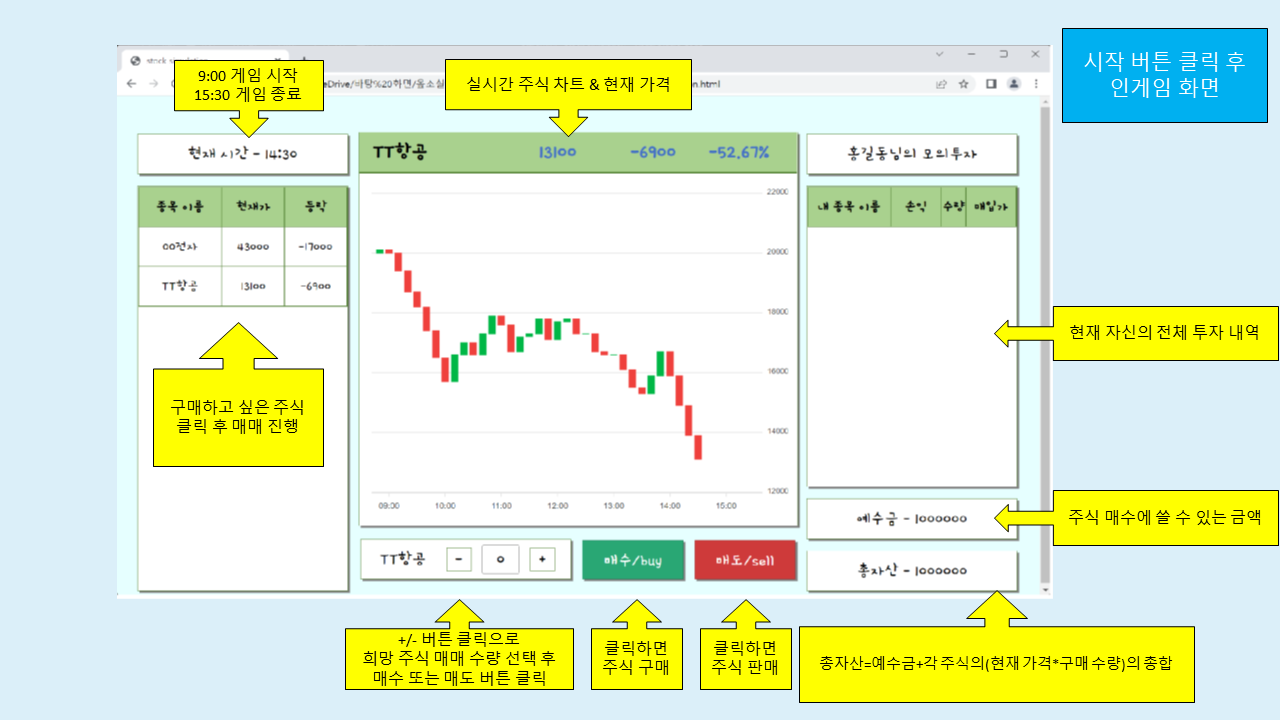 시작 버튼 클릭 후
인게임 화면
9:00 게임 시작
15:30 게임 종료
실시간 주식 차트 & 현재 가격
stock
eDrive/바탕%20화면/움소실
n.html
현재 시간 - 14:30
TT항공 13100 -6900 -52.67%
홍길동님의 모의투자
종목 이름 현재가 등락
OO전자 43000 -17000
TT항공 13100 -6900
내 종목 이름 손익 수량 매입가
22000
20000
18000
16000
14000
12000
09:00 10:00 11:00 12:00 13:00 14:00 15:00
구매하고 싶은 주식
클릭 후 매매 진행
현재 자신의 전체 투자 내역
예수금 - 1000000
주식 매수에 쓸 수 있는 금액
TT항공 - 0 + 매수/buy 매도/sell
총자산 - 1000000
+/- 버튼 클릭으로
희망 주식 매매 수량 선택 후
매수 또는 매도 버튼 클릭
클릭하면
주식 구매
클릭하면
주식 판매
총자산=예수금+각 주식의(현재 가격*구매 수량)의 총합